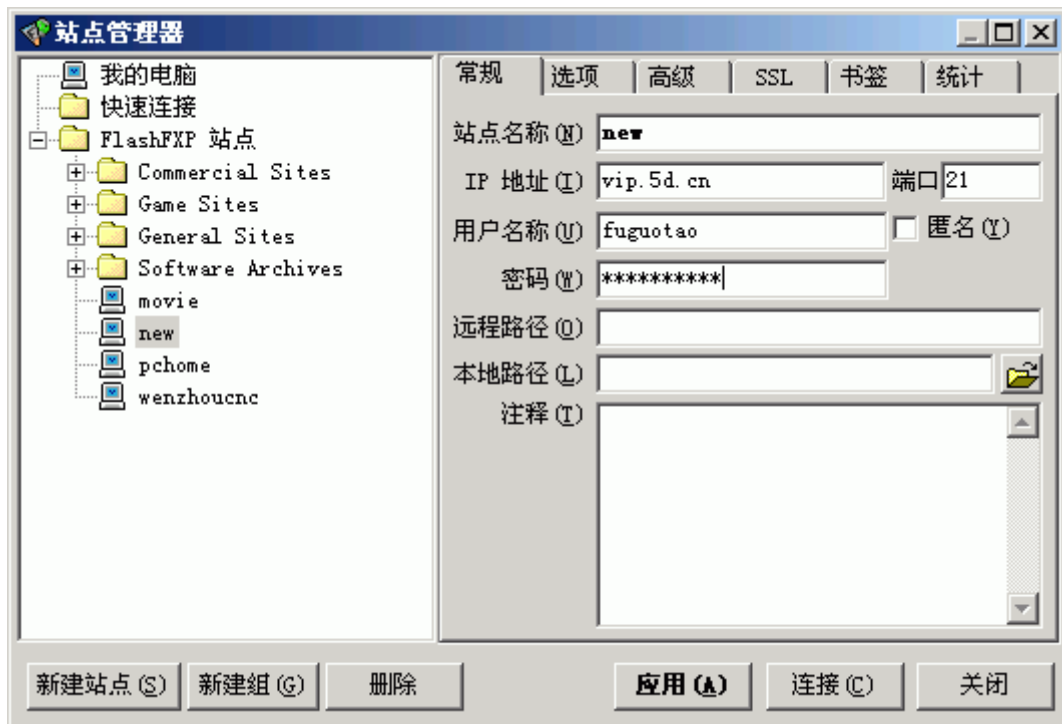 站点管理器
我的电脑
快速连接
FlashFXP 站点
Commercial Sites
Game Sites
General Sites
Software Archives
movie
new
pchome
wenzhoucnc
常规 选项 高级 SSL 书签 统计
站点名称(N) new
IP 地址(I) vip.5d.cn 端口 21
用户名称(U) fuguotao 匿名(Y)
密码(W) **********
远程路径(O)
本地路径(L)
注释(T)
新建站点(S) 新建组(G) 删除 应用(A) 连接(C) 关闭